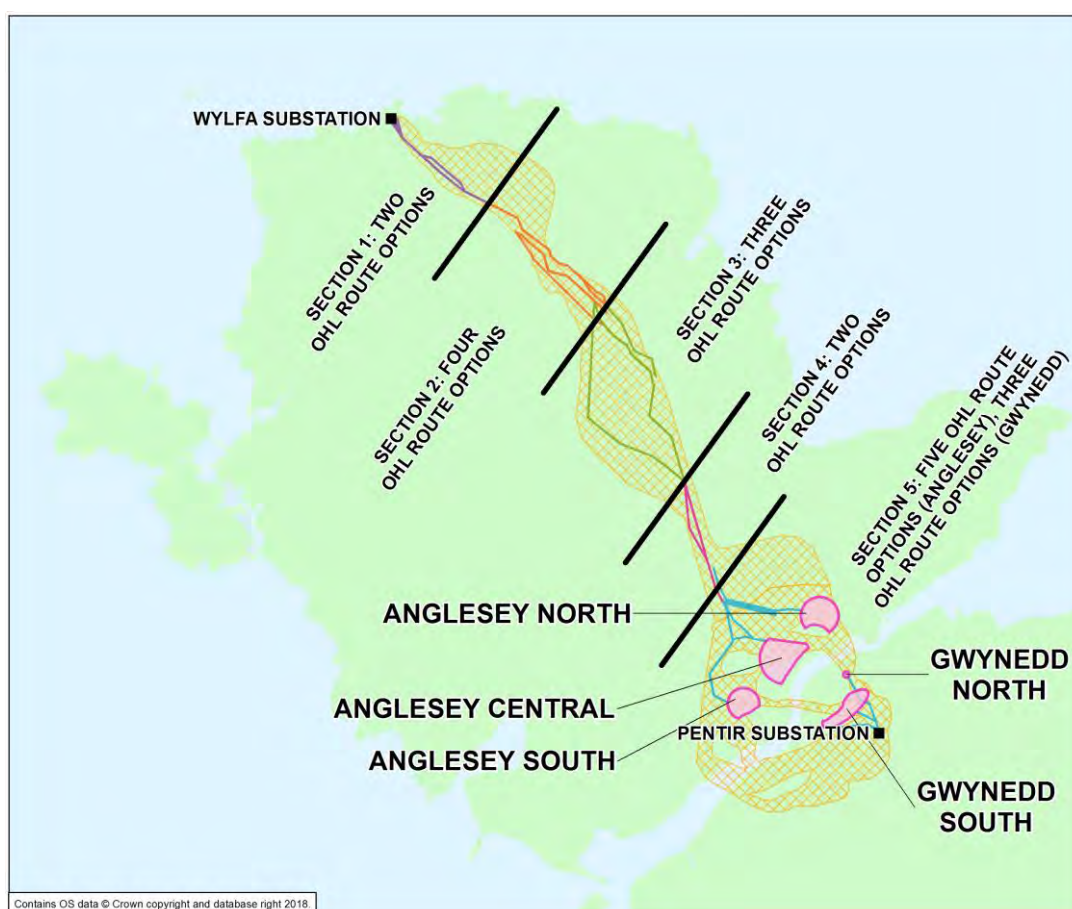 WYLFA SUBSTATION
SECTION 1: TWO
OHL ROUTE OPTIONS
SECTION 2: FOUR
OHL ROUTE OPTIONS
SECTION 3: THREE
OHL ROUTE OPTIONS
SECTION 4: TWO
OHL ROUTE OPTIONS
SECTION 5: FIVE OHL ROUTE
OPTIONS (ANGLESEY), THREE
OHL ROUTE OPTIONS (GWYNEDD)
ANGLESEY NORTH
ANGLESEY CENTRAL
ANGLESEY SOUTH
GWYNEDD
NORTH
PENTIR SUBSTATION
GWYNEDD
SOUTH
Contains OS data © Crown copyright and database right 2018.